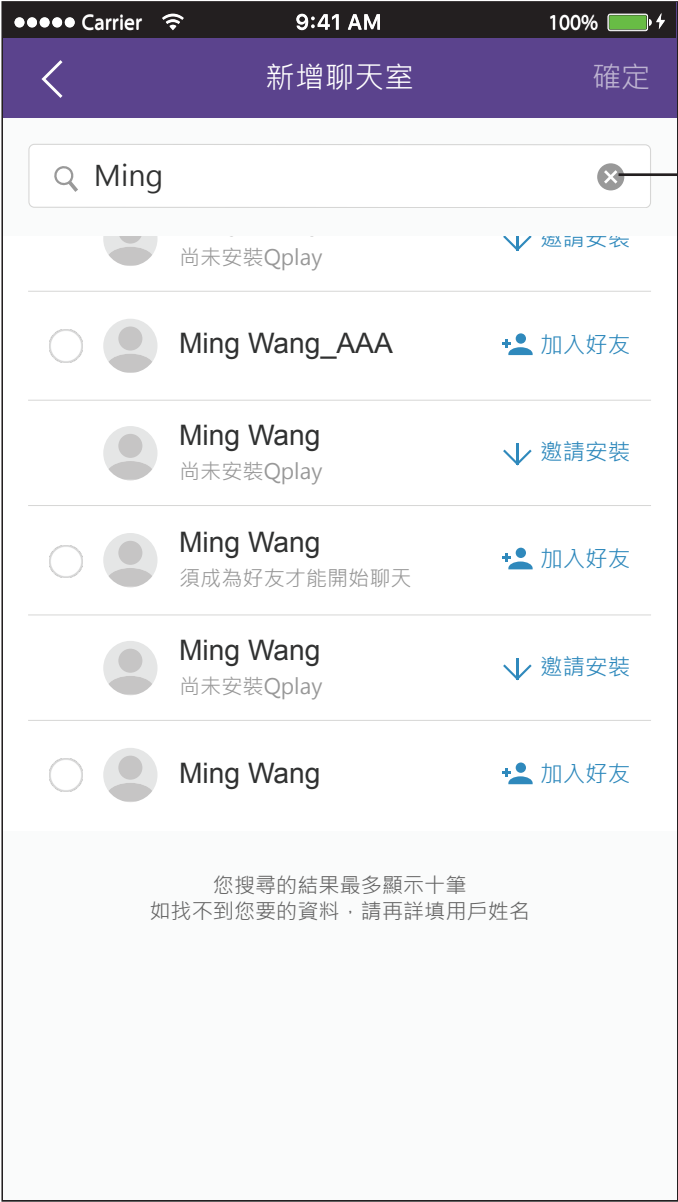 Carrier 9:41 AM 100%
新增聊天室 確定
Ming
尚未安裝Qplay 邀請安裝
Ming Wang_AAA 加入好友
Ming Wang
尚未安裝Qplay 邀請安裝
Ming Wang
須成為好友才能開始聊天 加入好友
Ming Wang
尚未安裝Qplay 邀請安裝
Ming Wang 加入好友
您搜尋的結果最多顯示十筆
如找不到您要的資料，請再詳填用戶姓名